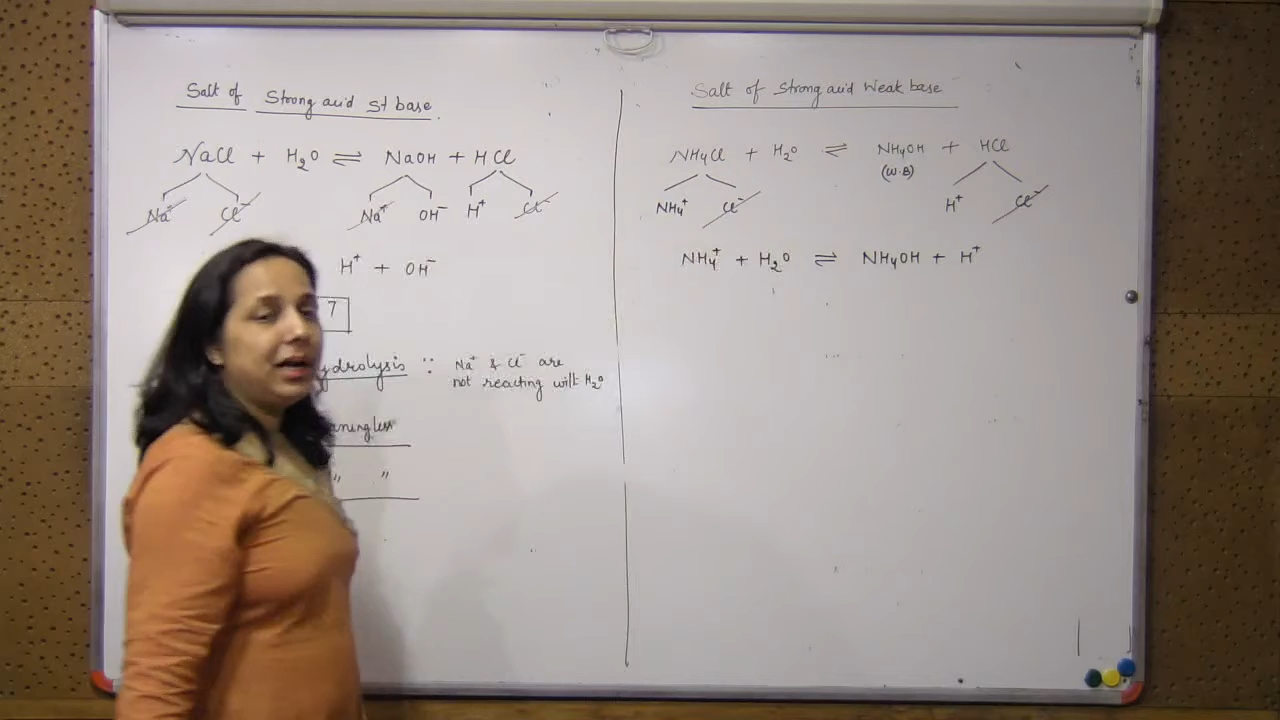 Salt of Strong acid St base
NaCl + H2O ⇌ NaOH + HCl
Na+ Cl- Na+ OH- H+ Cl-
H+ + OH-
7
ydrolysis ∵ Na+ & Cl- are
not reacting with H2O
aningless
" "
Salt of Strong acid Weak base
NH4Cl + H2O ⇌ NH4OH + HCl
(W.B)
NH4+ Cl- H+ Cl-
NH4+ + H2O ⇌ NH4OH + H+